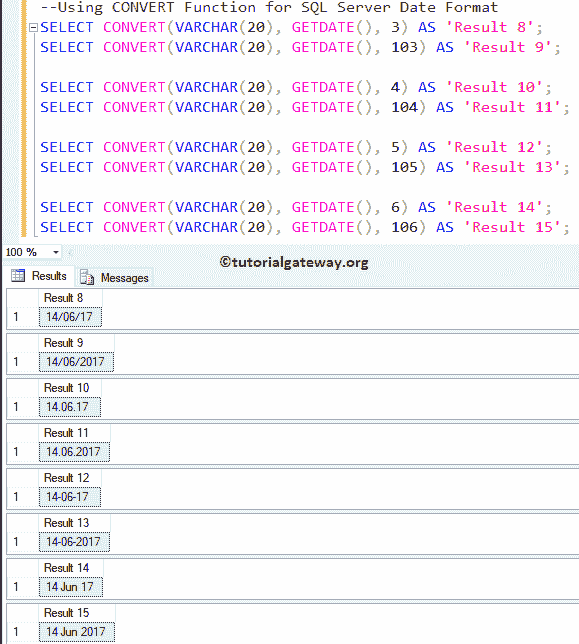 --Using CONVERT Function for SQL Server Date Format
SELECT CONVERT(VARCHAR(20), GETDATE(), 3) AS 'Result 8';
SELECT CONVERT(VARCHAR(20), GETDATE(), 103) AS 'Result 9';
SELECT CONVERT(VARCHAR(20), GETDATE(), 4) AS 'Result 10';
SELECT CONVERT(VARCHAR(20), GETDATE(), 104) AS 'Result 11';
SELECT CONVERT(VARCHAR(20), GETDATE(), 5) AS 'Result 12';
SELECT CONVERT(VARCHAR(20), GETDATE(), 105) AS 'Result 13';
SELECT CONVERT(VARCHAR(20), GETDATE(), 6) AS 'Result 14';
SELECT CONVERT(VARCHAR(20), GETDATE(), 106) AS 'Result 15';
100 %
©tutorialgateway.org
Results Messages
Result 8
1 14/06/17
Result 9
1 14/06/2017
Result 10
1 14.06.17
Result 11
1 14.06.2017
Result 12
1 14-06-17
Result 13
1 14-06-2017
Result 14
1 14 Jun 17
Result 15
1 14 Jun 2017